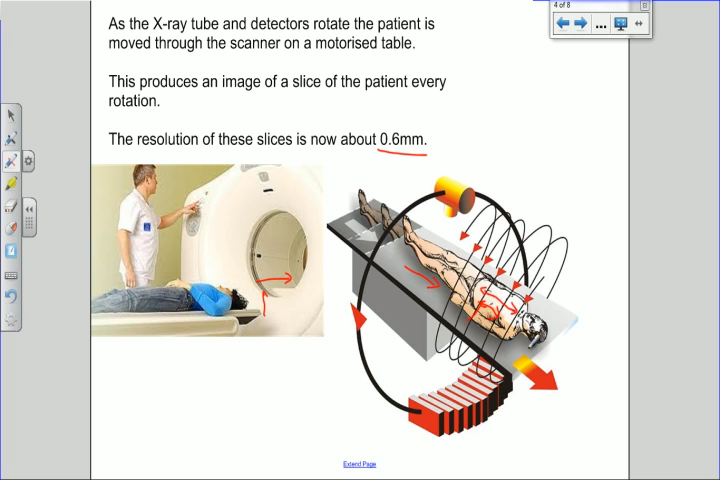 4 of 8
As the X-ray tube and detectors rotate the patient is
moved through the scanner on a motorised table.
This produces an image of a slice of the patient every
rotation.
The resolution of these slices is now about 0.6mm.
Extend Page